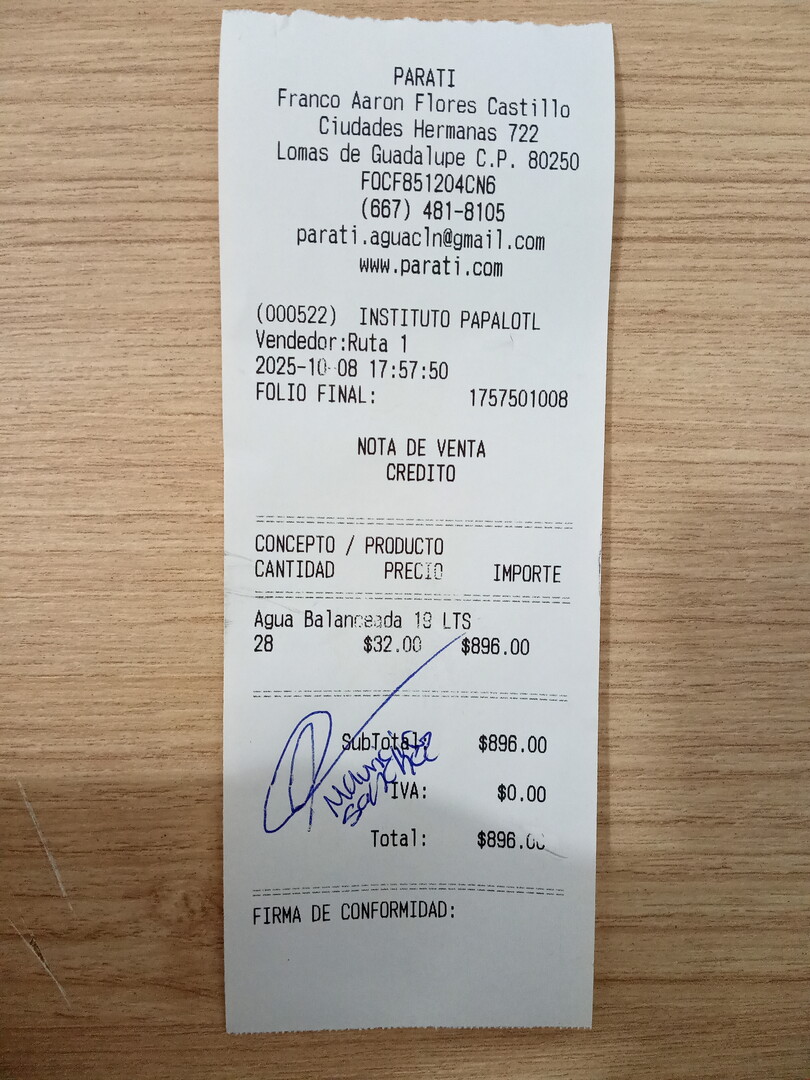 PARATI
Franco Aaron Flores Castillo
Ciudades Hermanas 722
Lomas de Guadalupe C.P. 80250
FOCF851204CN6
(667) 481-8105
parati.aguacln@gmail.com
www.parati.com
(000522) INSTITUTO PAPALOTL
Vendedor:Ruta 1
2025-10-08 17:57:50
FOLIO FINAL: 1757501008
NOTA DE VENTA
CREDITO
CONCEPTO / PRODUCTO
CANTIDAD PRECIO IMPORTE
Agua Balanceada 19 LTS
28 $32.00 $896.00
SubTotal: $896.00
IVA: $0.00
Total: $896.00
FIRMA DE CONFORMIDAD: